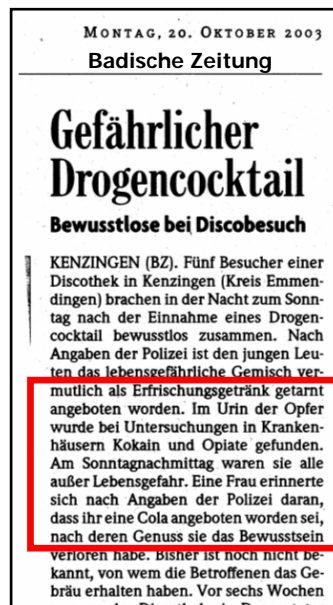 MONTAG, 20. OKTOBER 2003
Badische Zeitung
Gefährlicher
Drogencocktail
Bewusstlose bei Discobesuch
KENZINGEN (BZ). Fünf Besucher einer
Discothek in Kenzingen (Kreis Emmen-
dingen) brachen in der Nacht zum Sonn-
tag nach der Einnahme eines Drogen-
cocktail bewusstlos zusammen. Nach
Angaben der Polizei ist den jungen Leu-
ten das lebensgefährliche Gemisch ver-
mutlich als Erfrischungsgetränk getarnt
angeboten worden. Im Urin der Opfer
wurde bei Untersuchungen in Kranken-
häusern Kokain und Opiate gefunden.
Am Sonntagnachmittag waren sie alle
außer Lebensgefahr. Eine Frau erinnerte
sich nach Angaben der Polizei daran,
dass ihr eine Cola angeboten worden sei,
nach deren Genuss sie das Bewusstsein
verloren habe. Bisher ist noch nicht be-
kannt, von wem die Betroffenen das Ge-
bräu erhalten haben. Vor sechs Wochen